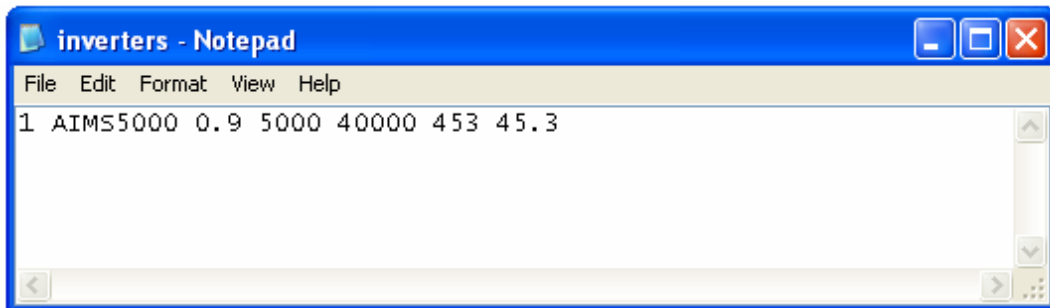 inverters - Notepad
File Edit Format View Help
1 AIMS5000 0.9 5000 40000 453 45.3